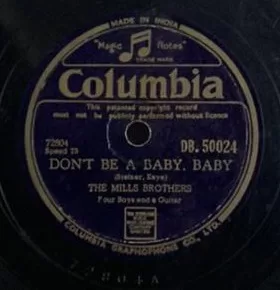 MADE IN INDIA
"Magic Notes"
TRADE MARK
Columbia
This patented copyright record
must not be publicly performed without licence
72804
Speed 78
DB. 50024
DON'T BE A BABY, BABY
(Steiner, Kaye)
THE MILLS BROTHERS
Four Boys and a Guitar
COLUMBIA GRAPHOPHONE CO., LTD.